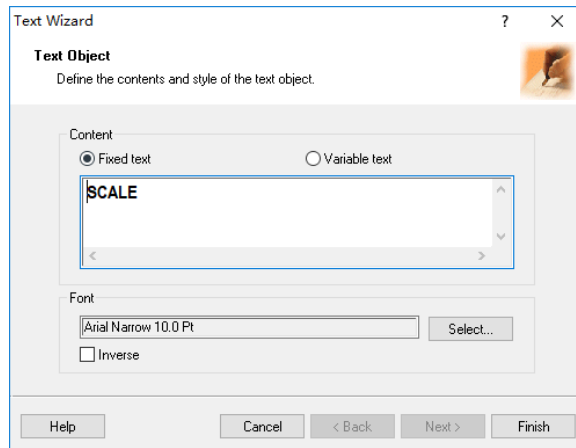 Text Wizard ? ×
Text Object
Define the contents and style of the text object.
Content
Fixed text Variable text
SCALE
Font
Arial Narrow 10.0 Pt Select...
Inverse
Help Cancel < Back Next > Finish